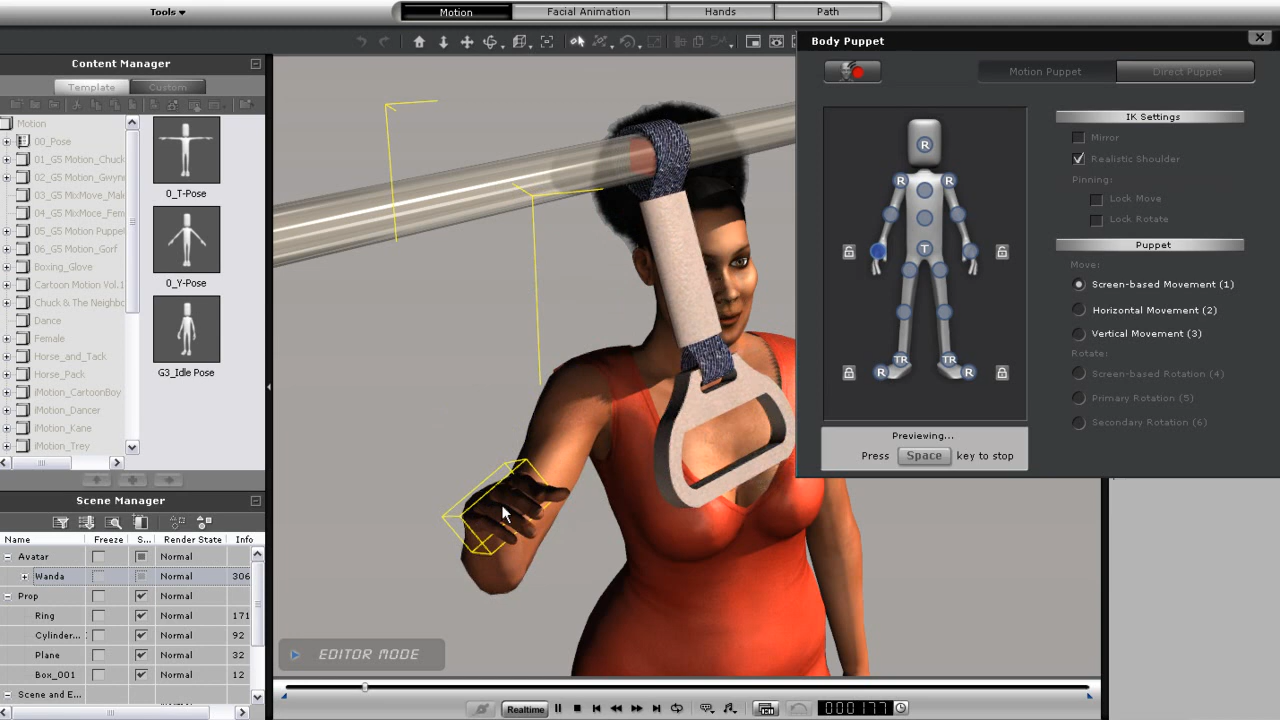 Tools
Motion
Facial Animation
Hands
Path
Content Manager
Template
Custom
Motion
00_Pose
01_G5 Motion_Chuck
02_G5 Motion_Gwyn
03_G5 MixMove_Mal
04_G5 MixMoce_Fem
05_G5 Motion Puppe
06_G5 Motion_Gorf
Boxing_Glove
Cartoon Motion Vol.1
Chuck & The Neighbo
Dance
Female
Horse_and_Tack
Horse_Pack
iMotion_CartoonBoy
iMotion_Dancer
iMotion_Kane
iMotion_Trey
0_T-Pose
0_Y-Pose
G3_Idle Pose
Scene Manager
Name Freeze S... Render State Info
Avatar Normal
Wanda Normal 306
Prop Normal
Ring Normal 171
Cylinder... Normal 92
Plane Normal 32
Box_001 Normal 12
Scene and E... Normal
EDITOR MODE
Realtime
000177
Body Puppet
Motion Puppet
Direct Puppet
R
R R
T
TR TR
R R
Previewing...
Press Space key to stop
IK Settings
Mirror
Realistic Shoulder
Pinning:
Lock Move
Lock Rotate
Puppet
Move:
Screen-based Movement (1)
Horizontal Movement (2)
Vertical Movement (3)
Rotate:
Screen-based Rotation (4)
Primary Rotation (5)
Secondary Rotation (6)